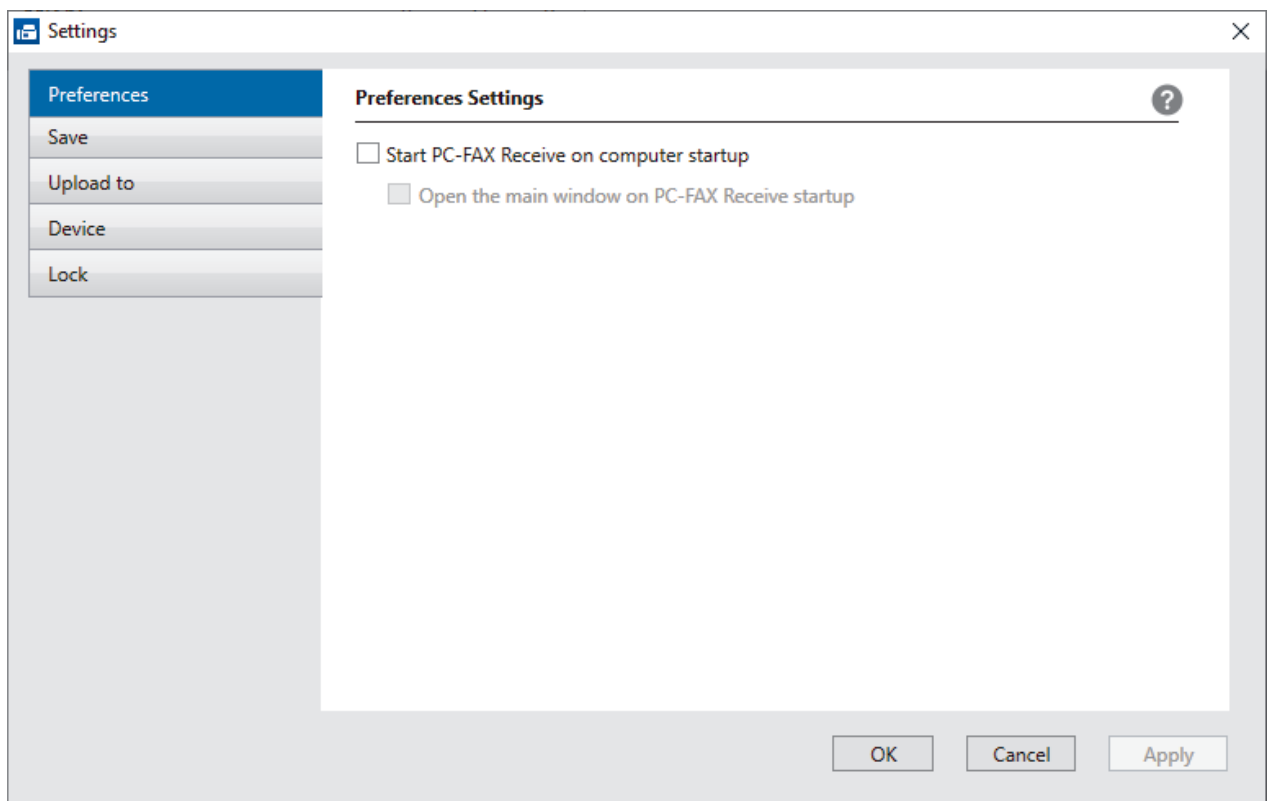 Settings
Preferences
Save
Upload to
Device
Lock
Preferences Settings
?
Start PC-FAX Receive on computer startup
Open the main window on PC-FAX Receive startup
OK
Cancel
Apply